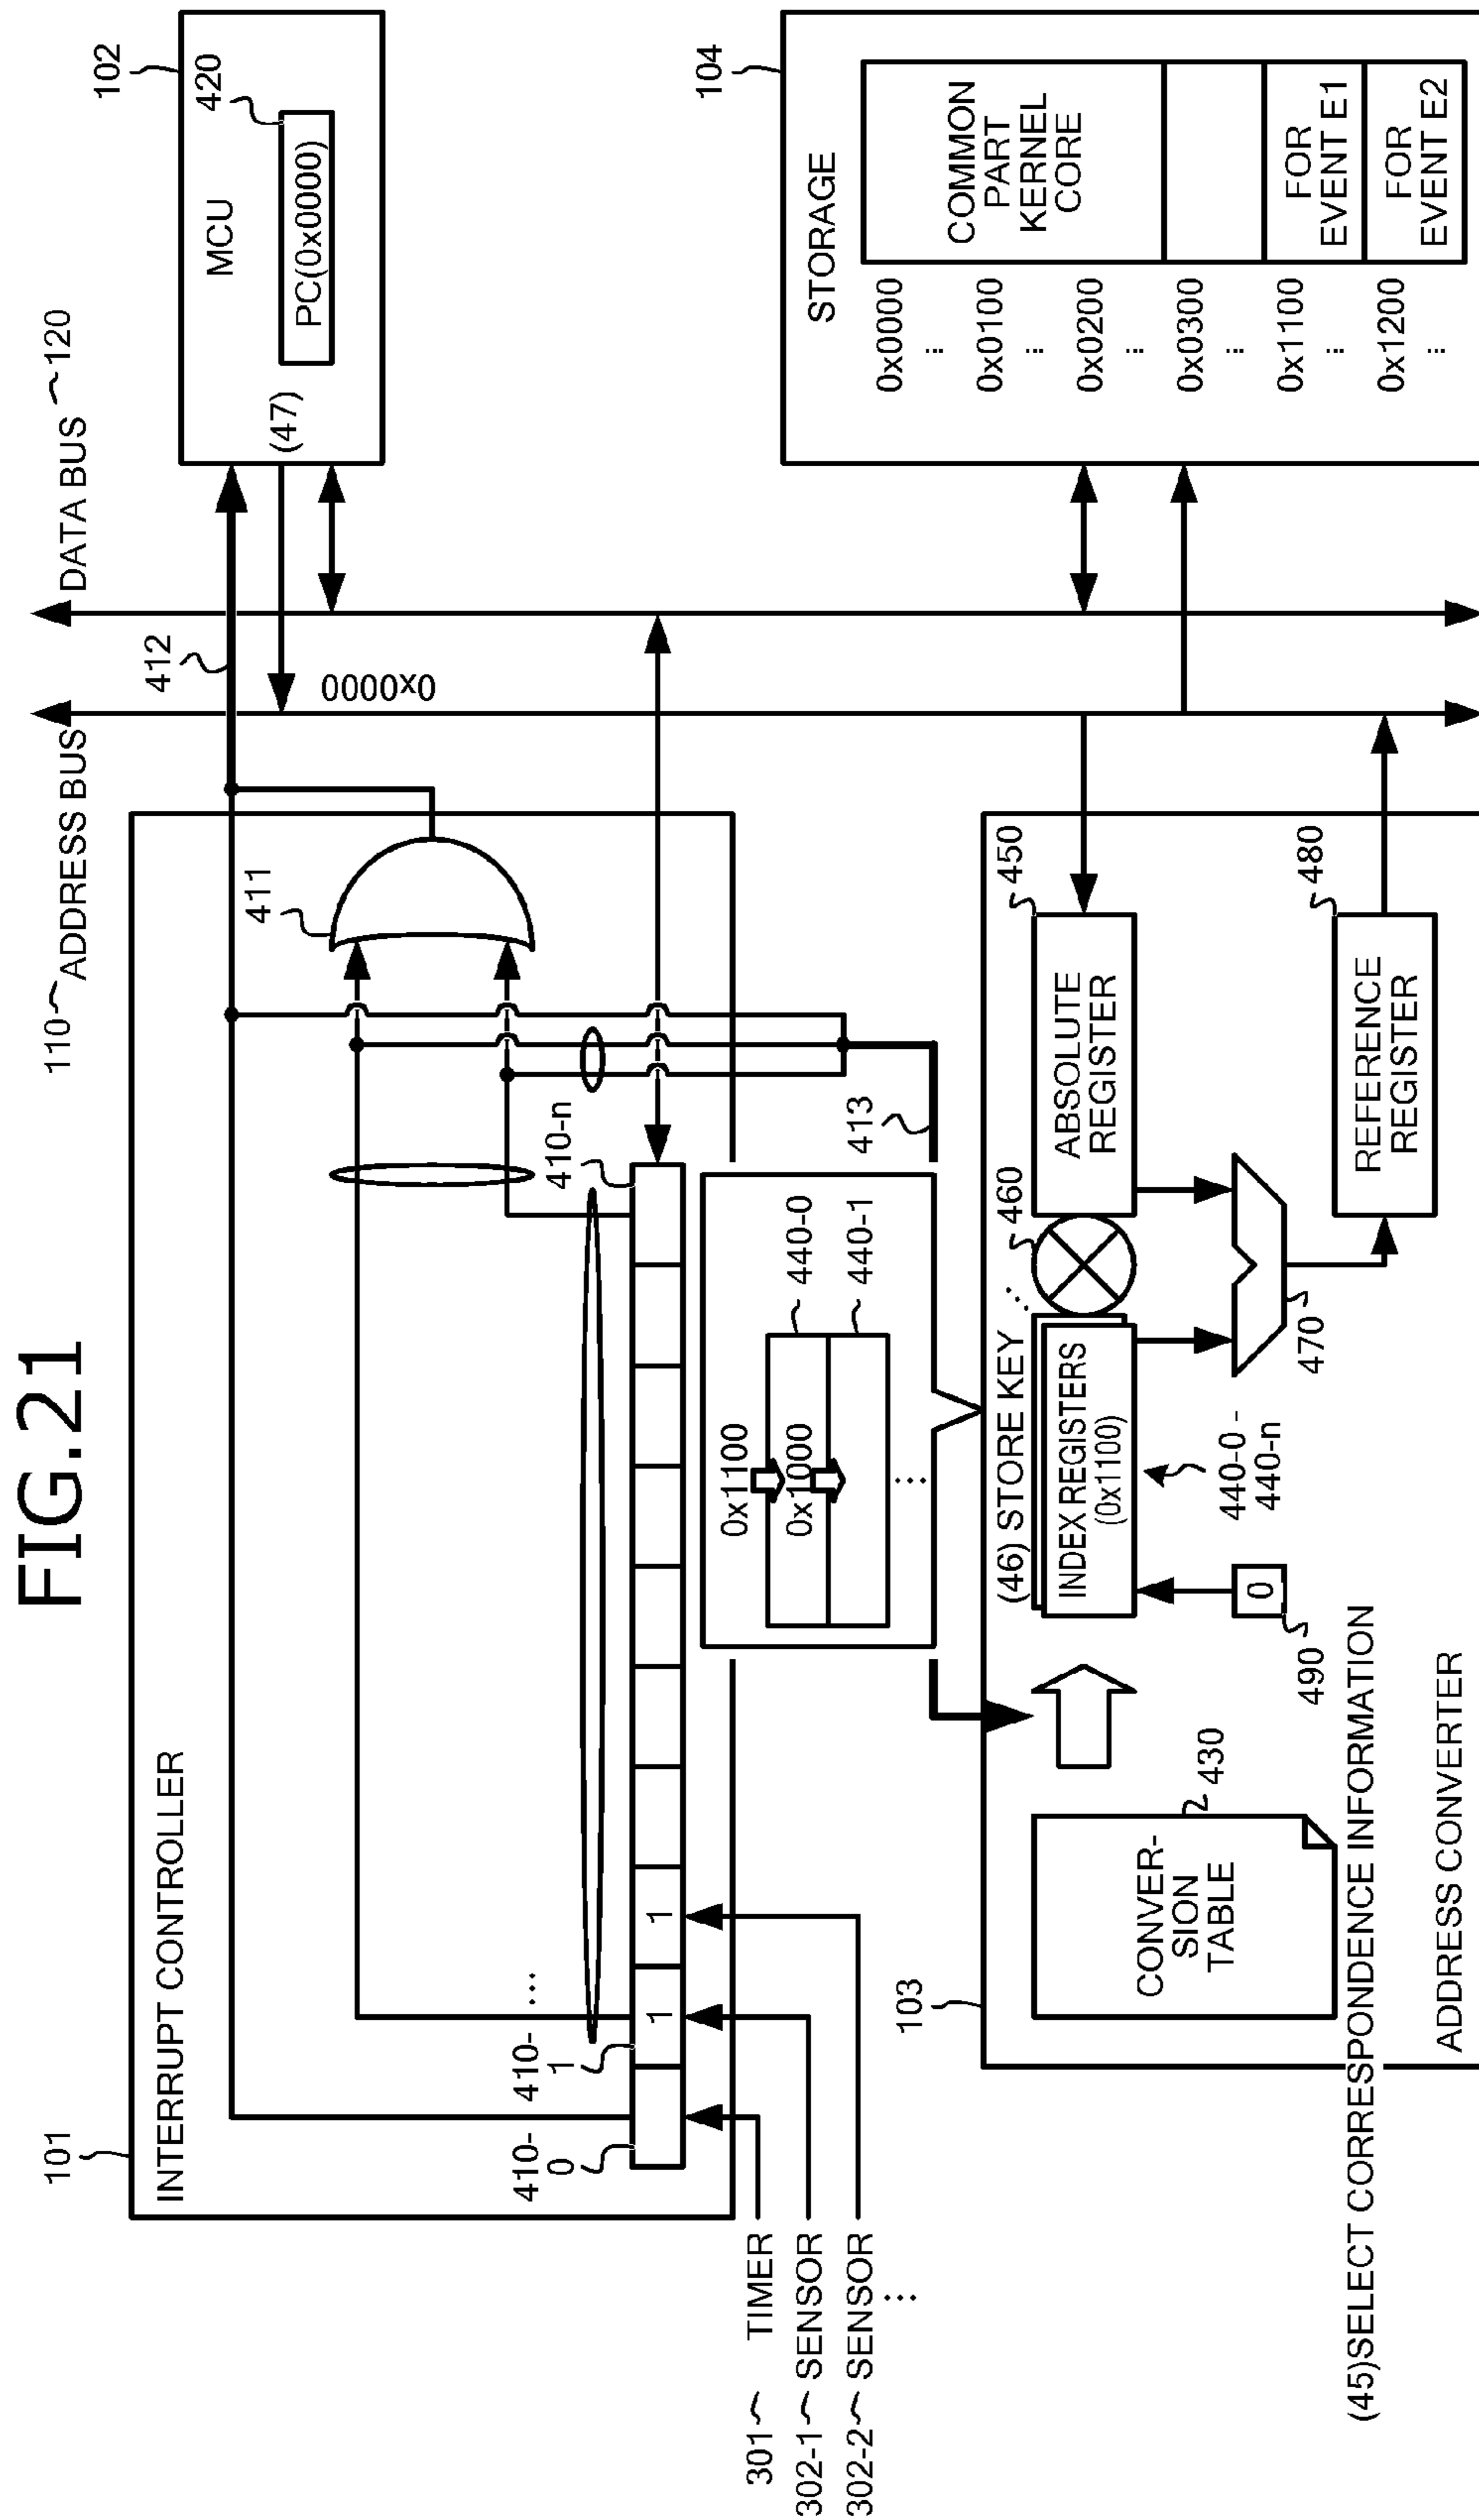 FIG.21
110
ADDRESS BUS
DATA BUS
120
101
INTERRUPT CONTROLLER
411
412
102
MCU
420
PC(0x0000)
(47)
0x0000
410-
0
410-
1
...
410-n
301
TIMER
302-1
SENSOR
302-2
SENSOR
⋮
1
1
413
0x1100
0x1000
⋮
440-0
440-1
⋮
104
STORAGE
0x0000
⋮
0x0100
⋮
0x0200
⋮
0x0300
⋮
0x1100
⋮
0x1200
⋮
COMMON
PART
KERNEL
CORE
FOR
EVENT E1
FOR
EVENT E2
103
CONVER-
SION
TABLE
430
(46) STORE KEY
INDEX REGISTERS
(0x1100)
460
450
ABSOLUTE
REGISTER
440-0 -
440-n
0
490
470
480
REFERENCE
REGISTER
(45)SELECT CORRESPONDENCE INFORMATION
ADDRESS CONVERTER